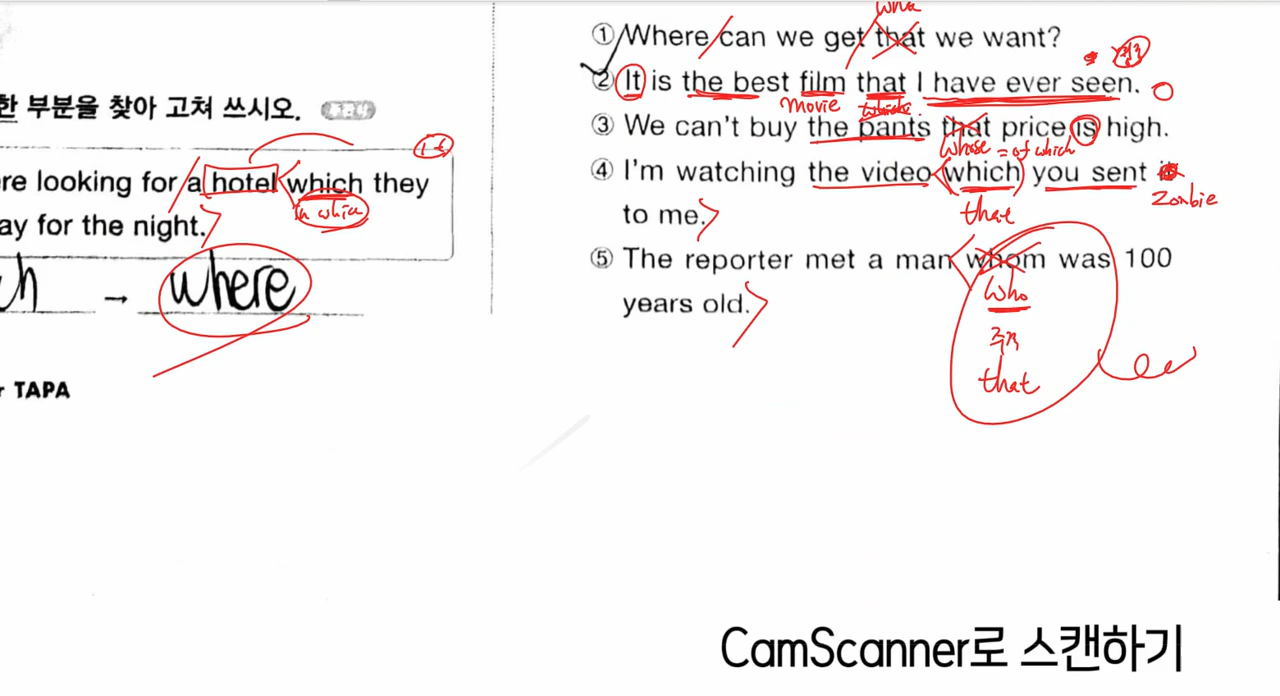 한 부분을 찾아 고쳐 쓰시오.
re looking for a hotel which they
in which
ay for the night.
h → where
r TAPA
① Where can we get that we want?
② It is the best film that I have ever seen.
movie which
③ We can't buy the pants that price is high.
whose = of which
④ I'm watching the video which you sent it
that
zombie
to me.
⑤ The reporter met a man whom was 100
who
years old.
주격
that
CamScanner로 스캔하기